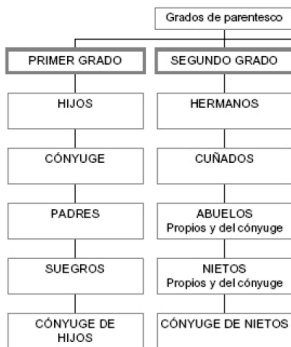 Grados de parentesco
PRIMER GRADO
HIJOS
CÓNYUGE
PADRES
SUEGROS
CÓNYUGE DE
HIJOS
SEGUNDO GRADO
HERMANOS
CUÑADOS
ABUELOS
Propios y del cónyuge
NIETOS
Propios y del cónyuge
CÓNYUGE DE NIETOS